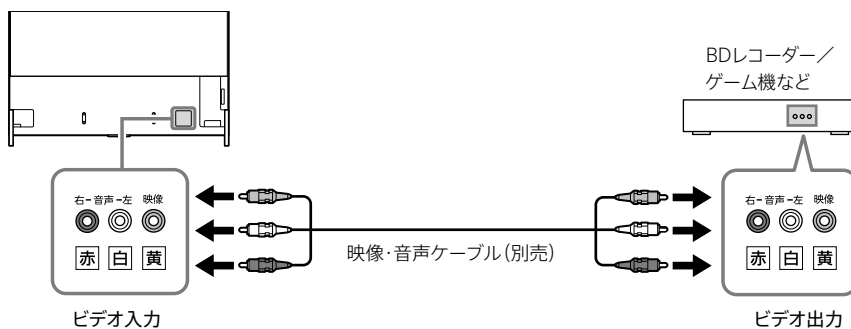 BDレコーダー／
ゲーム機など
右-音声-左 映像
赤 白 黄
ビデオ入力
映像・音声ケーブル（別売）
右-音声-左 映像
赤 白 黄
ビデオ出力